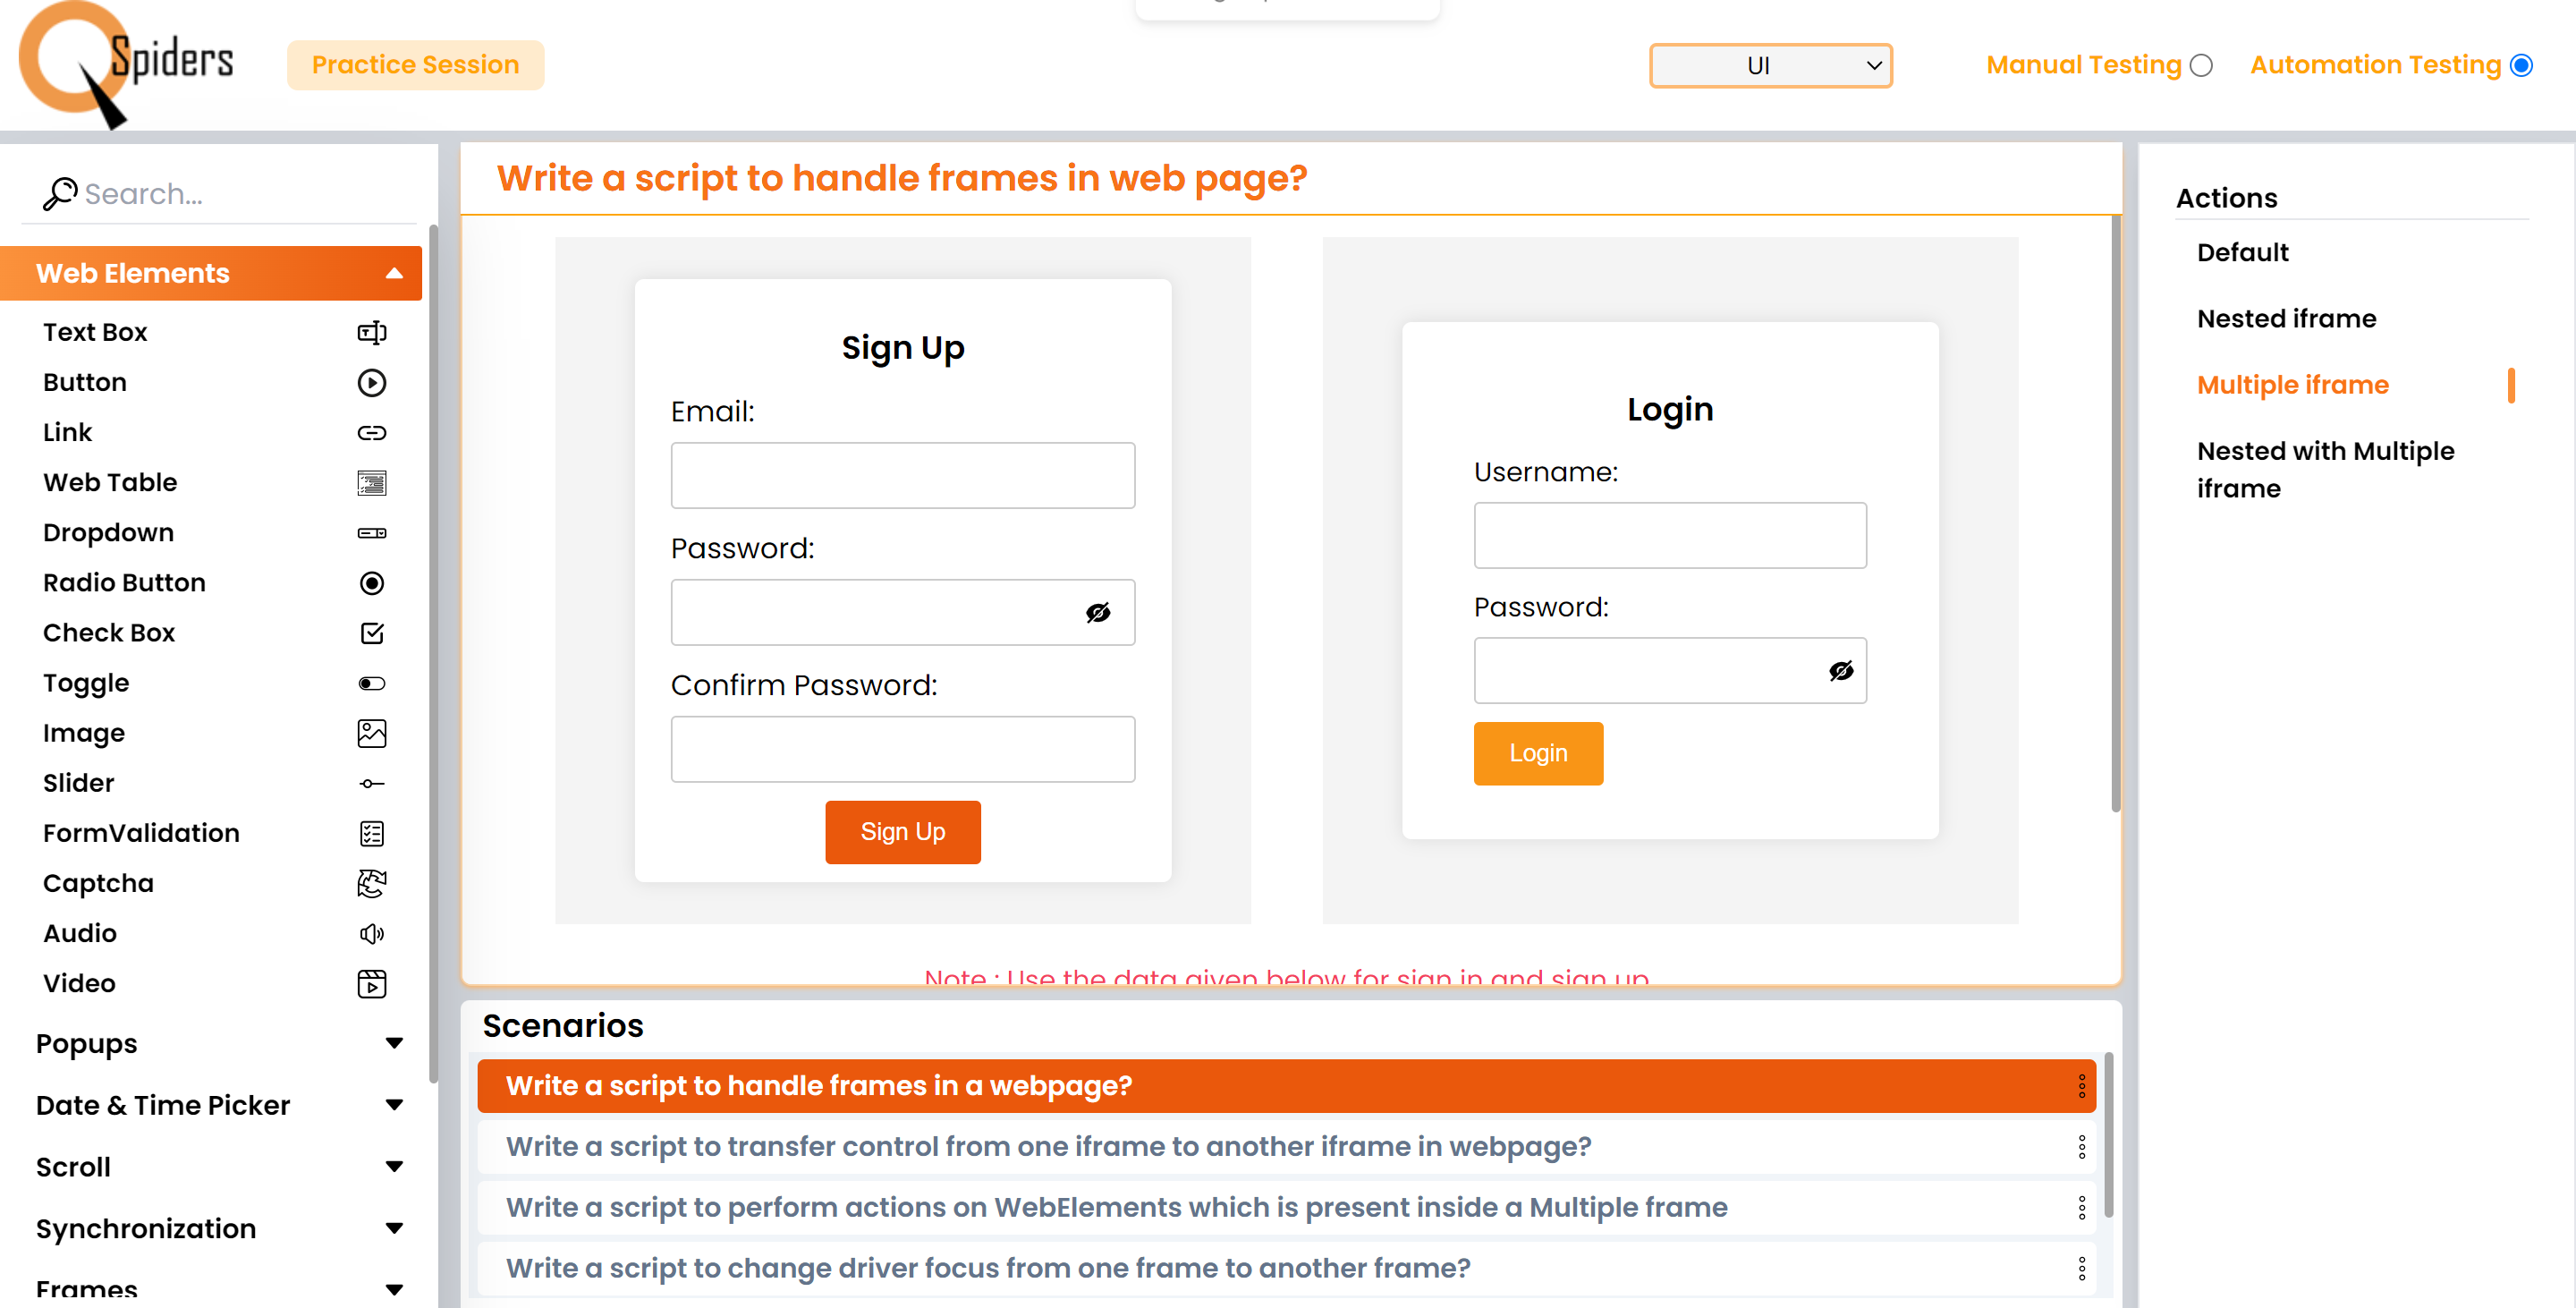 Spiders
Practice Session
UI
Manual Testing
Automation Testing
Search...
Web Elements
Text Box
Button
Link
Web Table
Dropdown
Radio Button
Check Box
Toggle
Image
Slider
FormValidation
Captcha
Audio
Video
Popups
Date & Time Picker
Scroll
Synchronization
Frames
Write a script to handle frames in web page?
Sign Up
Email:
Password:
Confirm Password:
Sign Up
Login
Username:
Password:
Login
Note : Use the data given below for sign in and sign up
Scenarios
Write a script to handle frames in a webpage?
Write a script to transfer control from one iframe to another iframe in webpage?
Write a script to perform actions on WebElements which is present inside a Multiple frame
Write a script to change driver focus from one frame to another frame?
Actions
Default
Nested iframe
Multiple iframe
Nested with Multiple
iframe